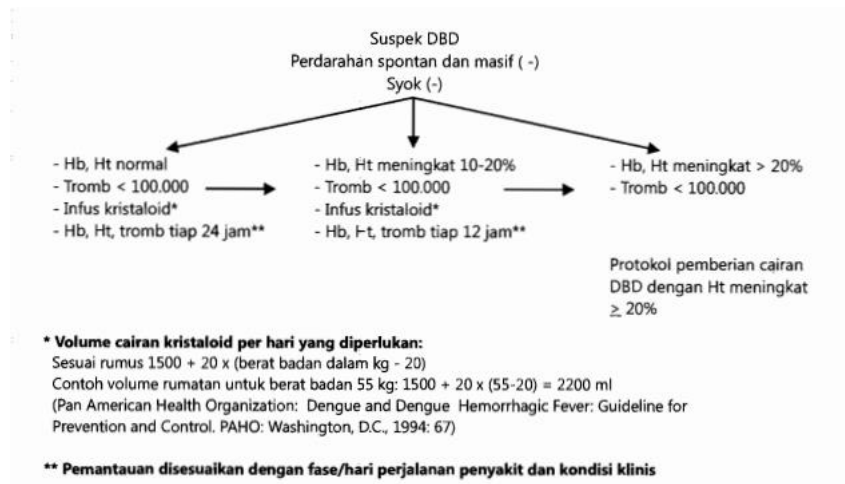 Suspek DBD
Perdarahan spontan dan masif ( -)
Syok (-)
- Hb, Ht normal
- Tromb < 100.000
- Infus kristaloid*
- Hb, Ht, tromb tiap 24 jam**
- Hb, Ht meningkat 10-20%
- Tromb < 100.000
- Infus kristaloid*
- Hb, Ht, tromb tiap 12 jam**
- Hb, Ht meningkat > 20%
- Tromb < 100.000
Protokol pemberian cairan
DBD dengan Ht meningkat
≥ 20%
* Volume cairan kristaloid per hari yang diperlukan:
Sesuai rumus 1500 + 20 x (berat badan dalam kg - 20)
Contoh volume rumatan untuk berat badan 55 kg: 1500 + 20 x (55-20) = 2200 ml
(Pan American Health Organization: Dengue and Dengue Hemorrhagic Fever: Guideline for
Prevention and Control. PAHO: Washington, D.C., 1994: 67)
** Pemantauan disesuaikan dengan fase/hari perjalanan penyakit dan kondisi klinis